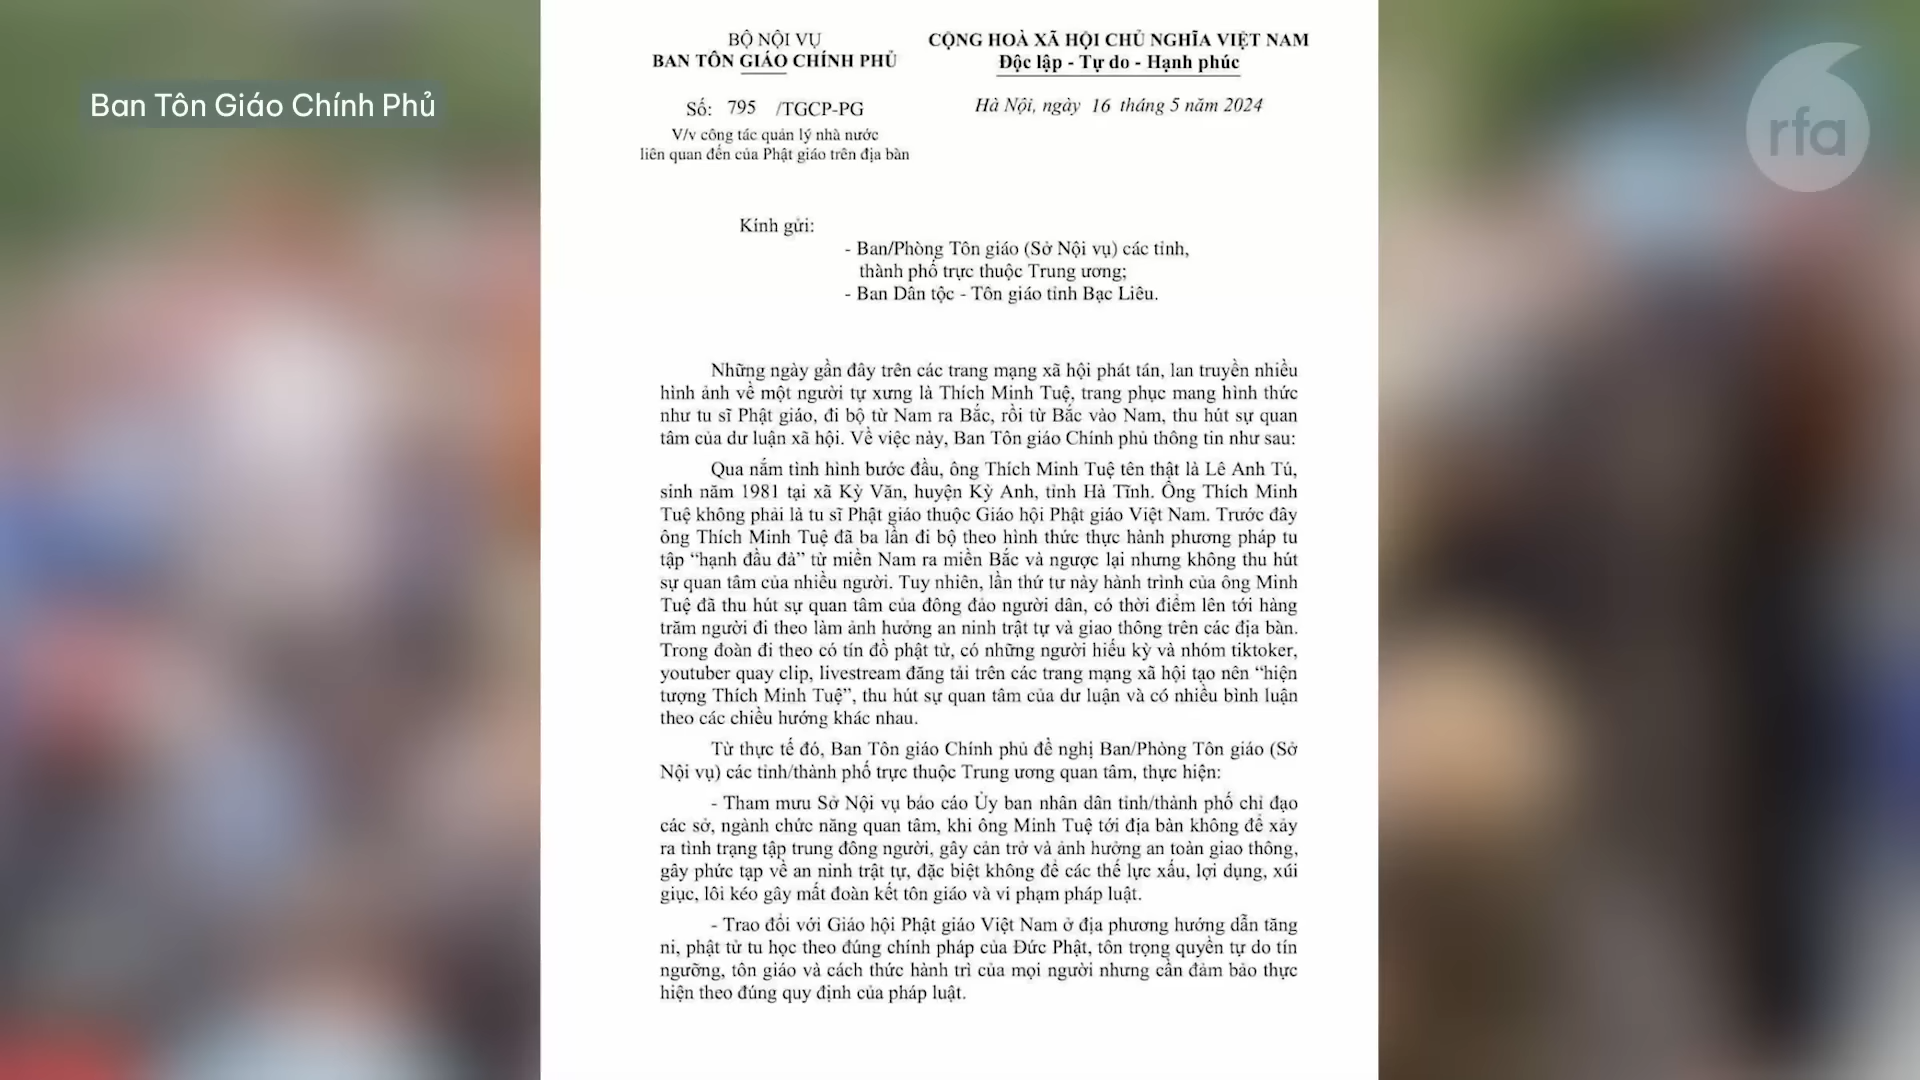 Ban Tôn Giáo Chính Phủ
rfa
BỘ NỘI VỤ
BAN TÔN GIÁO CHÍNH PHỦ
CỘNG HOÀ XÃ HỘI CHỦ NGHĨA VIỆT NAM
Độc lập - Tự do - Hạnh phúc
Số: 795 /TGCP-PG
Hà Nội, ngày 16 tháng 5 năm 2024
V/v công tác quản lý nhà nước
liên quan đến của Phật giáo trên địa bàn
Kính gửi:
- Ban/Phòng Tôn giáo (Sở Nội vụ) các tỉnh,
thành phố trực thuộc Trung ương;
- Ban Dân tộc - Tôn giáo tỉnh Bạc Liêu.
Những ngày gần đây trên các trang mạng xã hội phát tán, lan truyền nhiều
hình ảnh về một người tự xưng là Thích Minh Tuệ, trang phục mang hình thức
như tu sĩ Phật giáo, đi bộ từ Nam ra Bắc, rồi từ Bắc vào Nam, thu hút sự quan
tâm của dư luận xã hội. Về việc này, Ban Tôn giáo Chính phủ thông tin như sau:
Qua nắm tình hình bước đầu, ông Thích Minh Tuệ tên thật là Lê Anh Tú,
sinh năm 1981 tại xã Kỳ Văn, huyện Kỳ Anh, tỉnh Hà Tĩnh. Ông Thích Minh
Tuệ không phải là tu sĩ Phật giáo thuộc Giáo hội Phật giáo Việt Nam. Trước đây
ông Thích Minh Tuệ đã ba lần đi bộ theo hình thức thực hành phương pháp tu
tập “hạnh đầu đà” từ miền Nam ra miền Bắc và ngược lại nhưng không thu hút
sự quan tâm của nhiều người. Tuy nhiên, lần thứ tư này hành trình của ông Minh
Tuệ đã thu hút sự quan tâm của đông đảo người dân, có thời điểm lên tới hàng
trăm người đi theo làm ảnh hưởng an ninh trật tự và giao thông trên các địa bàn.
Trong đoàn đi theo có tín đồ phật tử, có những người hiếu kỳ và nhóm tiktoker,
youtuber quay clip, livestream đăng tải trên các trang mạng xã hội tạo nên “hiện
tượng Thích Minh Tuệ”, thu hút sự quan tâm của dư luận và có nhiều bình luận
theo các chiều hướng khác nhau.
Từ thực tế đó, Ban Tôn giáo Chính phủ đề nghị Ban/Phòng Tôn giáo (Sở
Nội vụ) các tỉnh/thành phố trực thuộc Trung ương quan tâm, thực hiện:
- Tham mưu Sở Nội vụ báo cáo Ủy ban nhân dân tỉnh/thành phố chỉ đạo
các sở, ngành chức năng quan tâm, khi ông Minh Tuệ tới địa bàn không để xảy
ra tình trạng tập trung đông người, gây cản trở và ảnh hưởng an toàn giao thông,
gây phức tạp về an ninh trật tự, đặc biệt không để các thế lực xấu, lợi dụng, xúi
giục, lôi kéo gây mất đoàn kết tôn giáo và vi phạm pháp luật.
- Trao đổi với Giáo hội Phật giáo Việt Nam ở địa phương hướng dẫn tăng
ni, phật tử tu học theo đúng chính pháp của Đức Phật, tôn trọng quyền tự do tín
ngưỡng, tôn giáo và cách thức hành trì của mọi người nhưng cần đảm bảo thực
hiện theo đúng quy định của pháp luật.